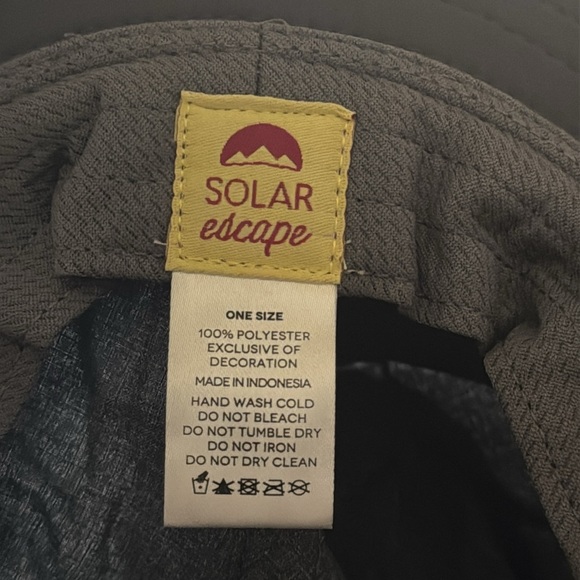 SOLAR
escape
ONE SIZE
100% POLYESTER
EXCLUSIVE OF
DECORATION
MADE IN INDONESIA
HAND WASH COLD
DO NOT BLEACH
DO NOT TUMBLE DRY
DO NOT IRON
DO NOT DRY CLEAN